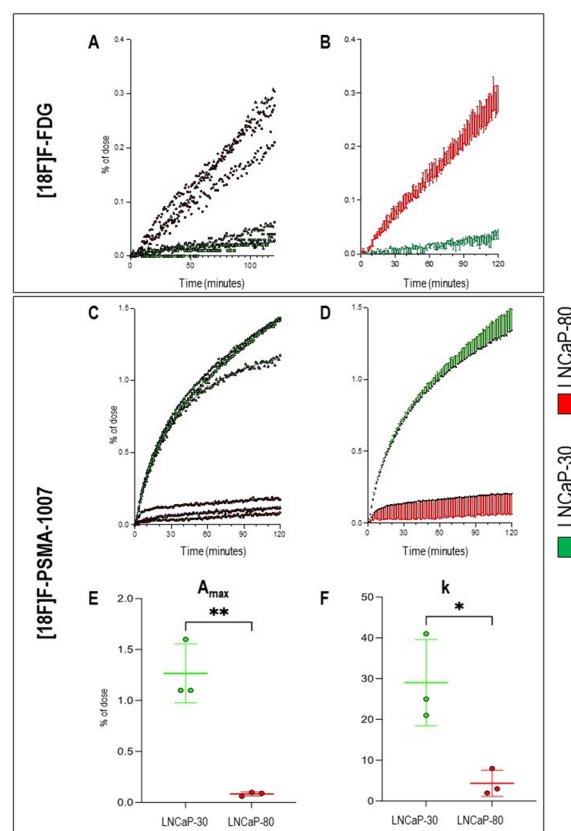 [18F]F-FDG
A
B
% of dose
0.4
0.3
0.2
0.1
0.0
0
50
100
Time (minutes)
0.4
0.3
0.2
0.1
0.0
0
30
60
90
120
Time (minutes)
[18F]F-PSMA-1007
C
D
% of dose
1.5
1.0
0.5
0.0
0
30
60
90
120
Time (minutes)
1.5
1.0
0.5
0.0
0
30
60
90
120
Time (minutes)
LNCaP-80
LNCaP-30
E
Amax
**
% of dose
2.0
1.5
1.0
0.5
0.0
LNCaP-30
LNCaP-80
F
k
*
50
40
30
20
10
0
LNCaP-30
LNCaP-80